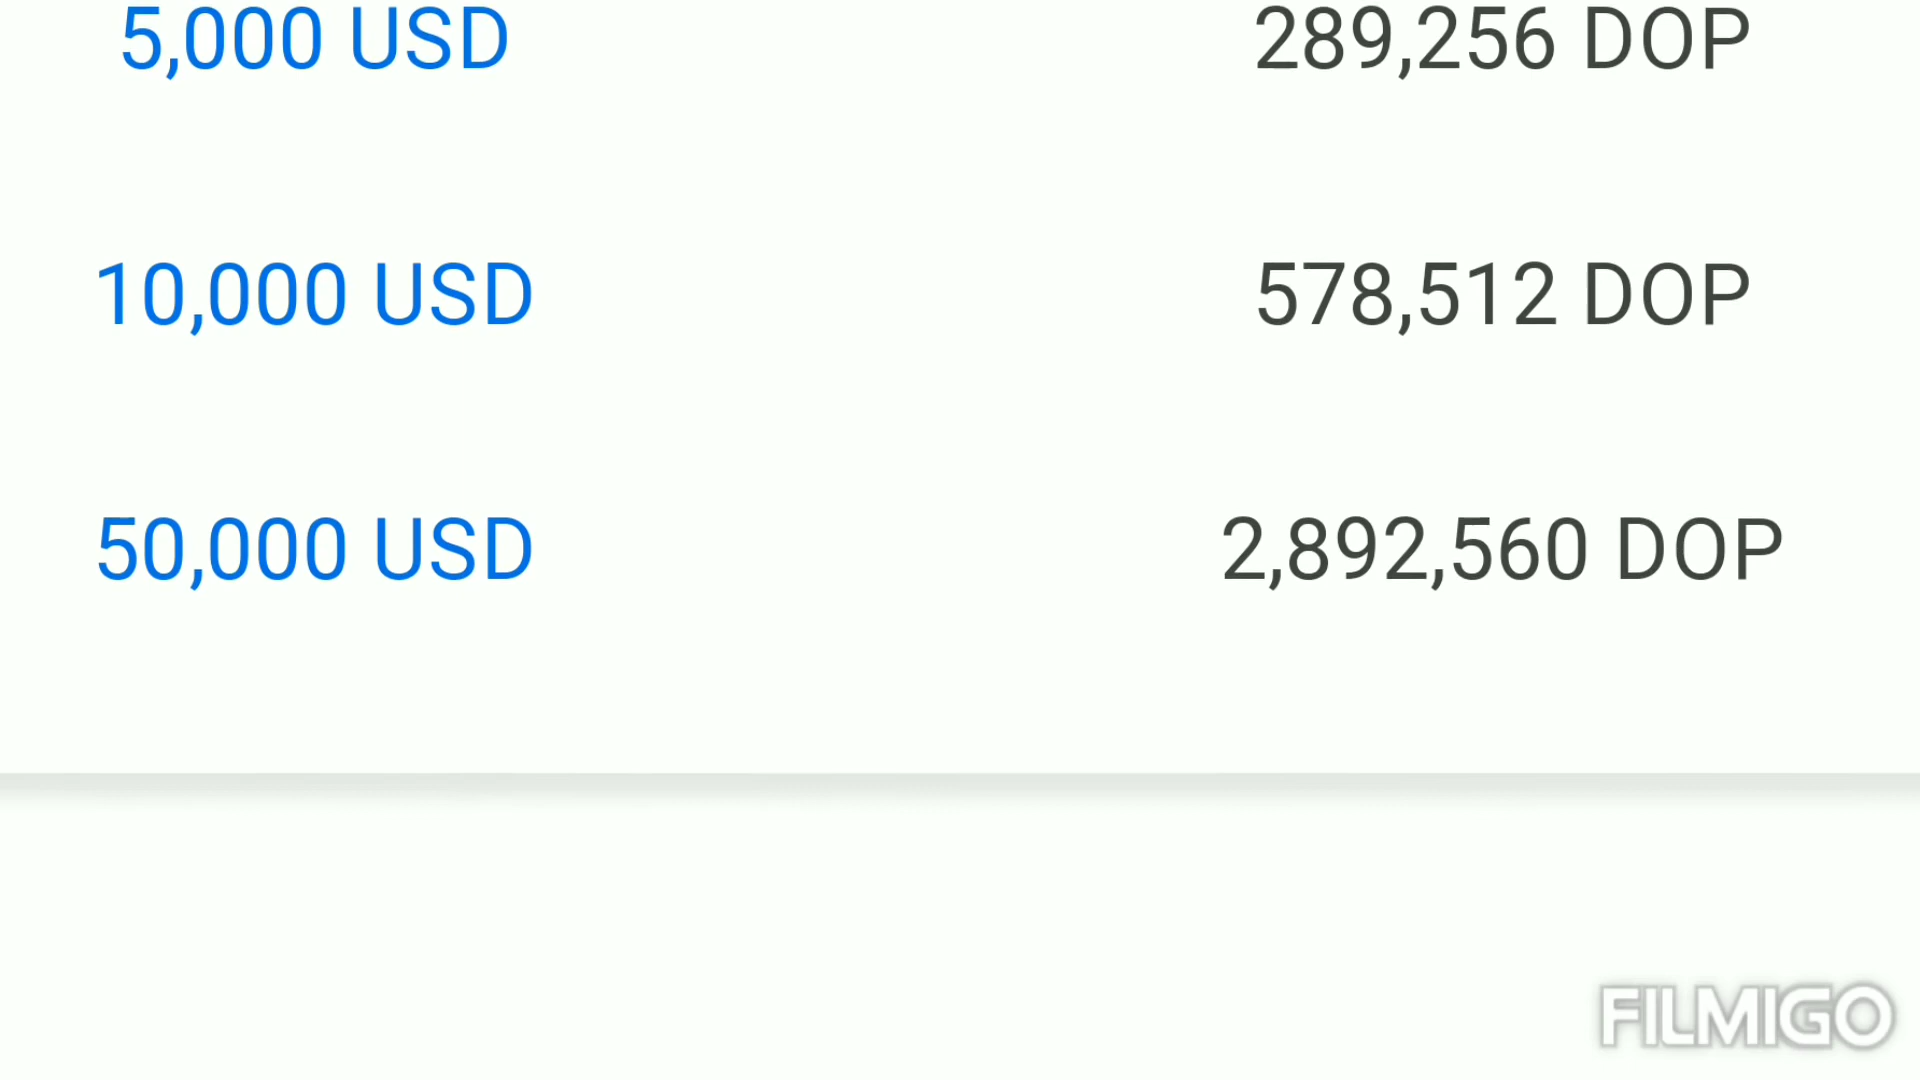 5,000 USD 289,256 DOP
10,000 USD 578,512 DOP
50,000 USD 2,892,560 DOP
FILMIGO